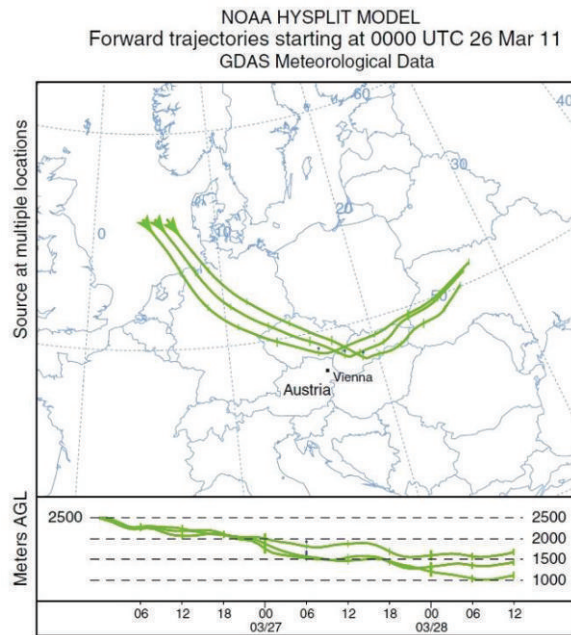 NOAA HYSPLIT MODEL
Forward trajectories starting at 0000 UTC 26 Mar 11
GDAS Meteorological Data
Source at multiple locations
60
40
30
0
20
10
50
Vienna
Austria
Meters AGL
2500 2500
2000
1500
1000
06 12 18 00 06 12 18 00 06 12
03/27 03/28